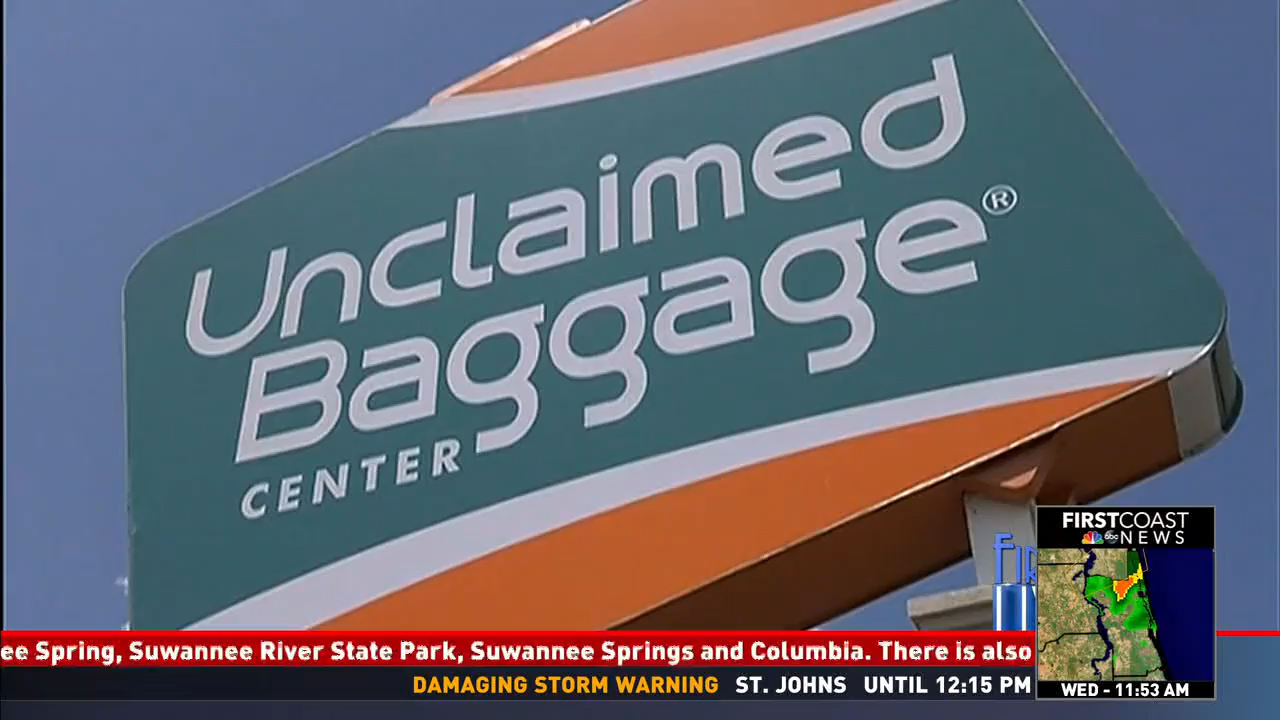 Unclaimed
Baggage®
CENTER
FIRSTCOAST
abc NEWS
ee Spring, Suwannee River State Park, Suwannee Springs and Columbia. There is also
DAMAGING STORM WARNING ST. JOHNS UNTIL 12:15 PM
WED - 11:53 AM